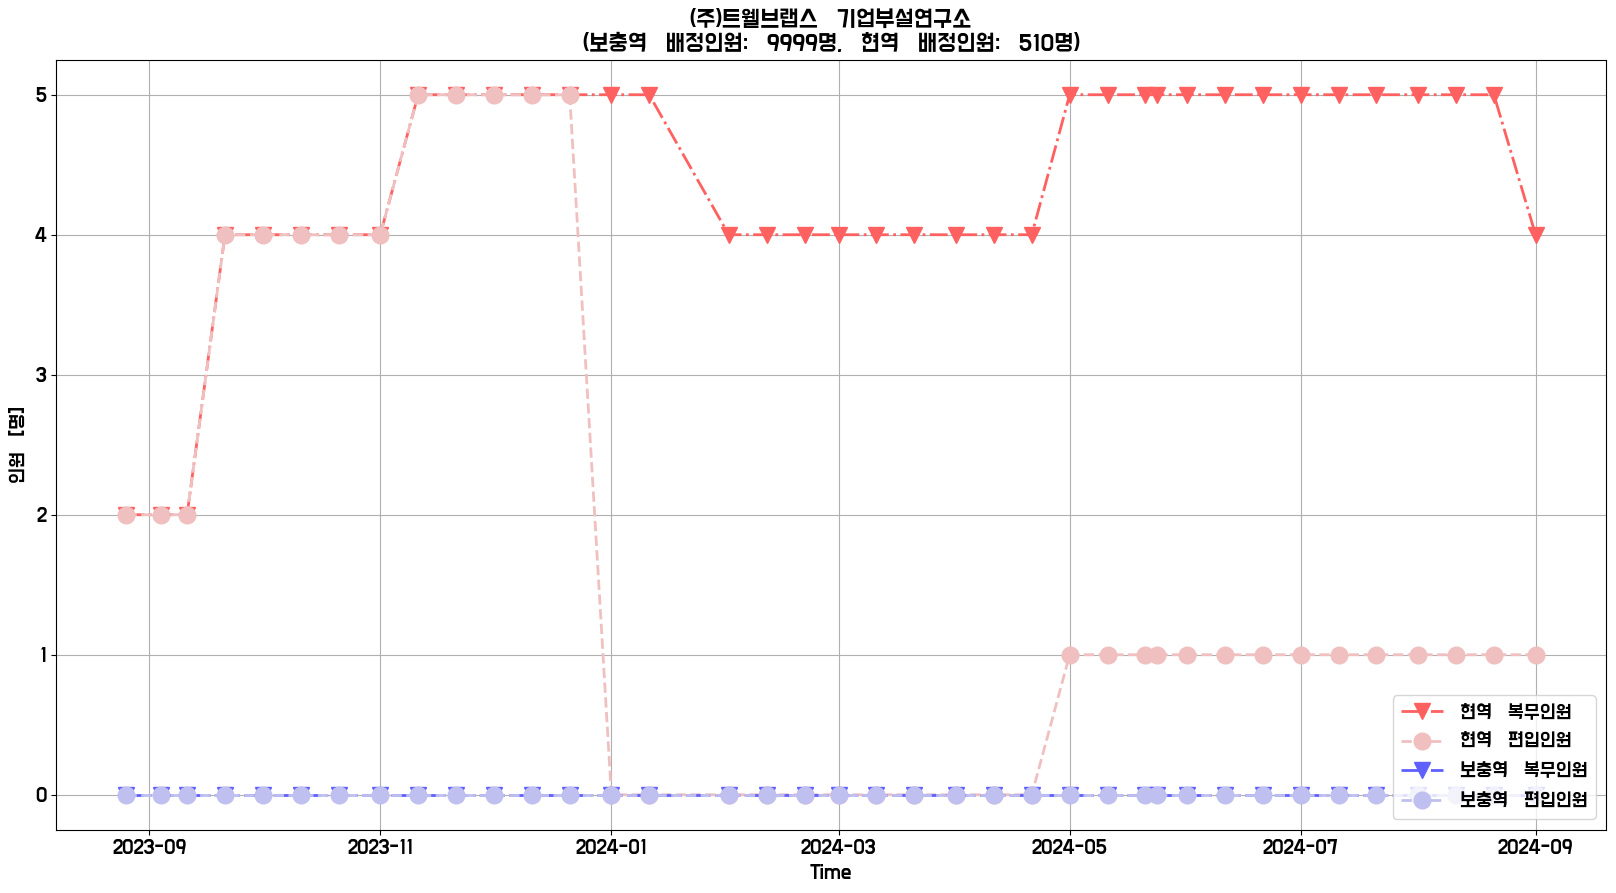 (주)트웰브랩스 기업부설연구소
(보충역 배정인원: 9999명, 현역 배정인원: 510명)
5
4
3
2
1
0
인원 [명]
2023-09
2023-11
2024-01
2024-03
2024-05
2024-07
2024-09
Time
현역 복무인원
현역 편입인원
보충역 복무인원
보충역 편입인원